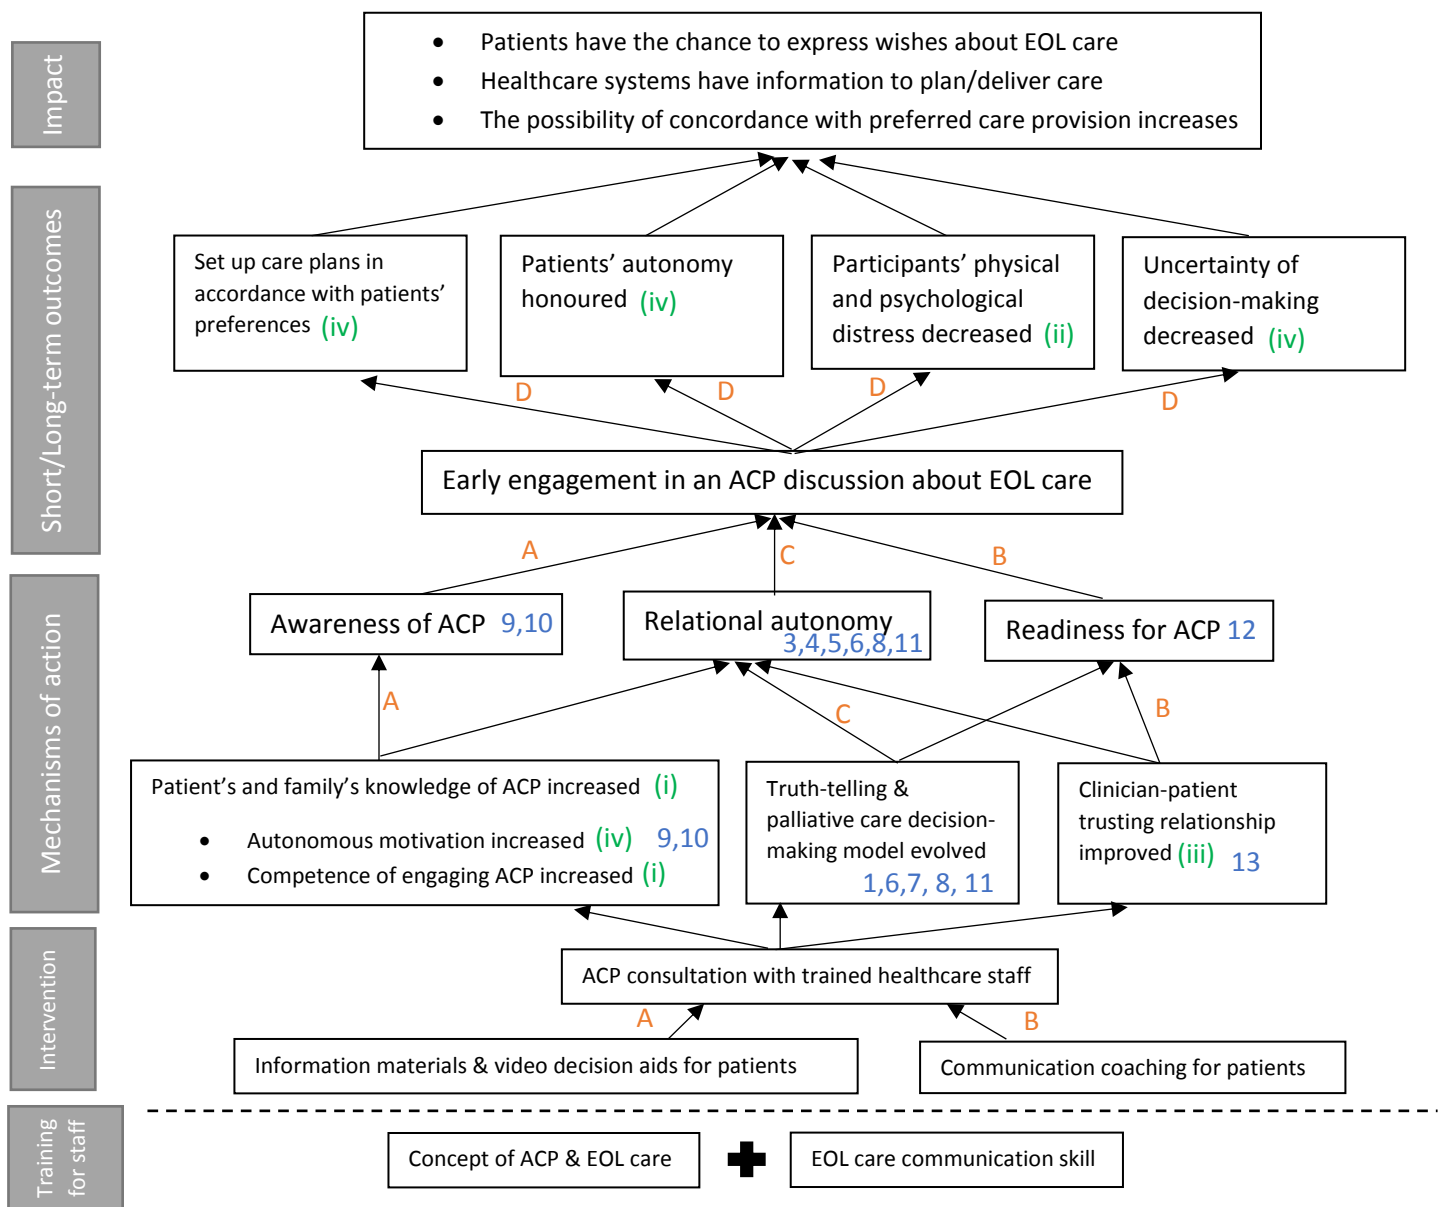 Impact
• Patients have the chance to express wishes about EOL care
• Healthcare systems have information to plan/deliver care
• The possibility of concordance with preferred care provision increases
Short/Long-term outcomes
Set up care plans in
accordance with patients'
preferences (iv)
Patients' autonomy
honoured (iv)
Participants' physical
and psychological
distress decreased (ii)
Uncertainty of
decision-making
decreased (iv)
D
D
D
D
Early engagement in an ACP discussion about EOL care
A
C
B
Mechanisms of action
Awareness of ACP 9,10
Relational autonomy
3,4,5,6,8,11
Readiness for ACP 12
A
C
B
Patient's and family's knowledge of ACP increased (i)
• Autonomous motivation increased (iv) 9,10
• Competence of engaging ACP increased (i)
Truth-telling &
palliative care decision-
making model evolved
1,6,7, 8, 11
Clinician-patient
trusting relationship
improved (iii) 13
Intervention
ACP consultation with trained healthcare staff
A
B
Information materials & video decision aids for patients
Communication coaching for patients
Training
for staff
Concept of ACP & EOL care
EOL care communication skill